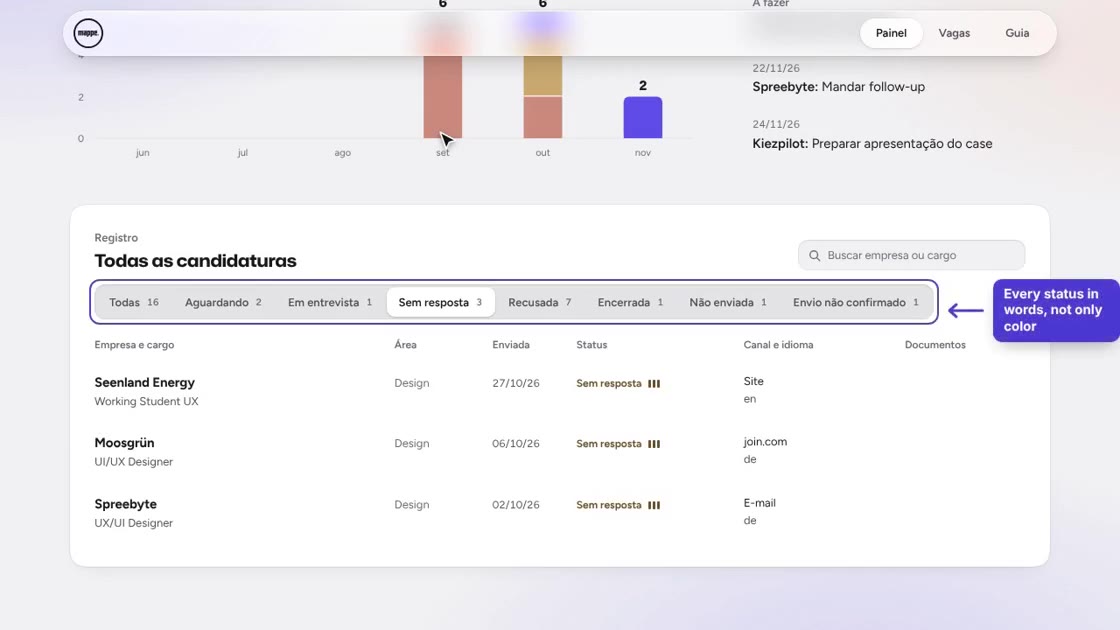 6
6
A fazer
mappe.
Painel
Vagas
Guia
22/11/26
Spreebyte: Mandar follow-up
2
2
24/11/26
0
Kiezpilot: Preparar apresentação do case
jun
jul
ago
set
out
nov
Registro
Todas as candidaturas
Buscar empresa ou cargo
Todas 16
Aguardando 2
Em entrevista 1
Sem resposta 3
Recusada 7
Encerrada 1
Não enviada 1
Envio não confirmado 1
Every status in
words, not only
color
Empresa e cargo
Área
Enviada
Status
Canal e idioma
Documentos
Seenland Energy
Working Student UX
Design
27/10/26
Sem resposta
Site
en
Moosgrün
UI/UX Designer
Design
06/10/26
Sem resposta
join.com
de
Spreebyte
UX/UI Designer
Design
02/10/26
Sem resposta
E-mail
de